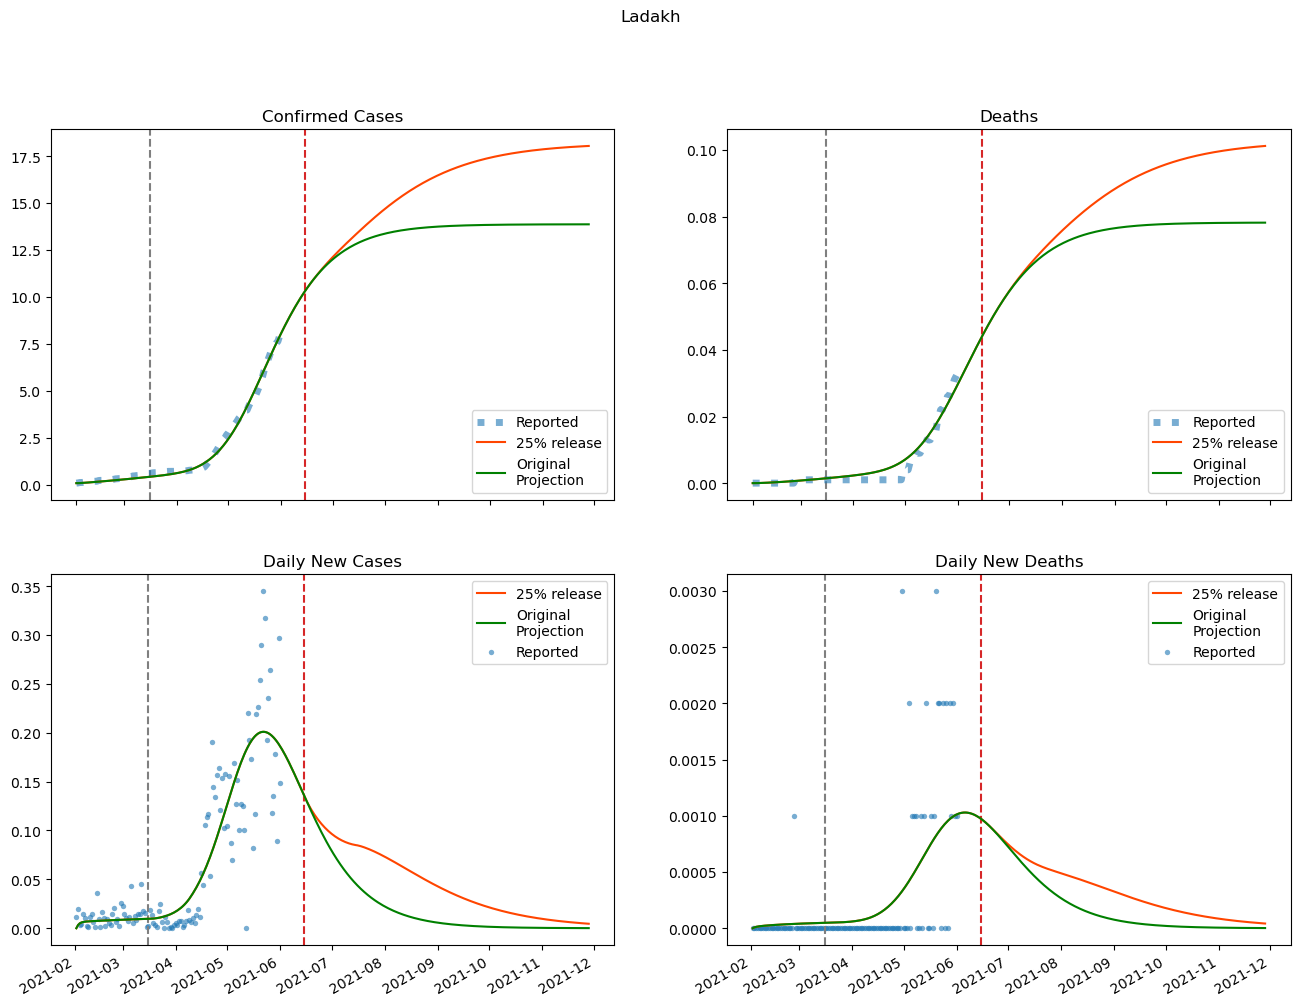 Ladakh
Confirmed Cases
17.5
15.0
12.5
10.0
7.5
5.0
2.5
0.0
Reported
25% release
Original
Projection
Deaths
0.10
0.08
0.06
0.04
0.02
0.00
Reported
25% release
Original
Projection
Daily New Cases
0.35
0.30
0.25
0.20
0.15
0.10
0.05
0.00
25% release
Original
Projection
Reported
2021-02
2021-03
2021-04
2021-05
2021-06
2021-07
2021-08
2021-09
2021-10
2021-11
2021-12
Daily New Deaths
0.0030
0.0025
0.0020
0.0015
0.0010
0.0005
0.0000
25% release
Original
Projection
Reported
2021-02
2021-03
2021-04
2021-05
2021-06
2021-07
2021-08
2021-09
2021-10
2021-11
2021-12